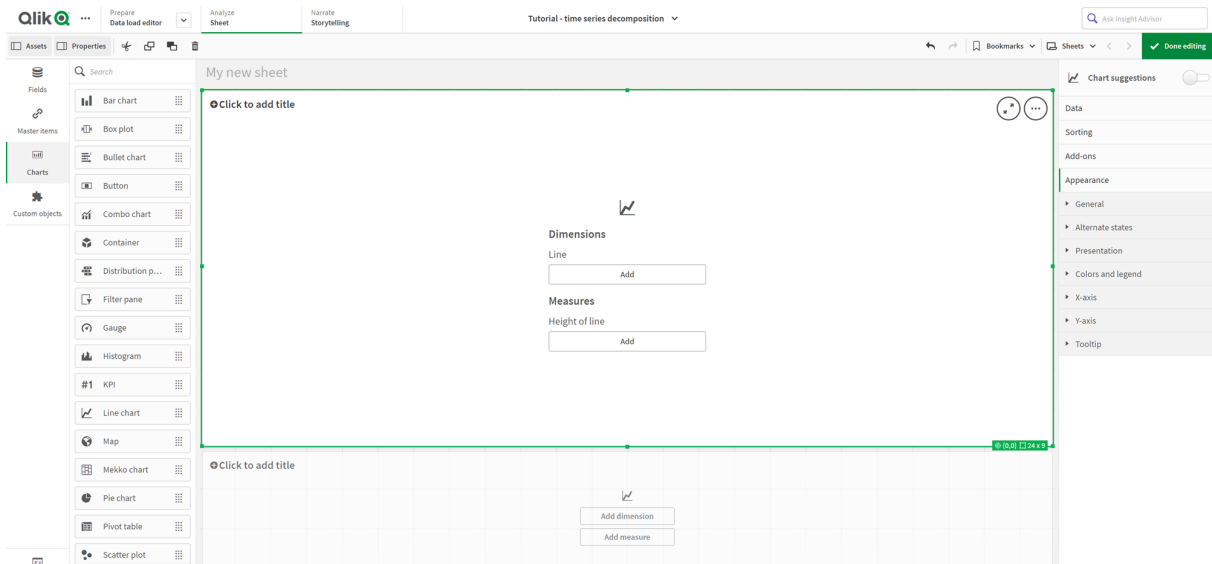 Qlik
Prepare
Data load editor
Analyze
Sheet
Narrate
Storytelling
Tutorial - time series decomposition
Ask Insight Advisor
Assets
Properties
Bookmarks
Sheets
Done editing
Fields
Master items
Charts
Custom objects
Search
Bar chart
Box plot
Bullet chart
Button
Combo chart
Container
Distribution p...
Filter pane
Gauge
Histogram
#1 KPI
Line chart
Map
Mekko chart
Pie chart
Pivot table
Scatter plot
My new sheet
Click to add title
Dimensions
Line
Add
Measures
Height of line
Add
(0,0) 24 x 9
Click to add title
Add dimension
Add measure
Chart suggestions
Data
Sorting
Add-ons
Appearance
General
Alternate states
Presentation
Colors and legend
X-axis
Y-axis
Tooltip